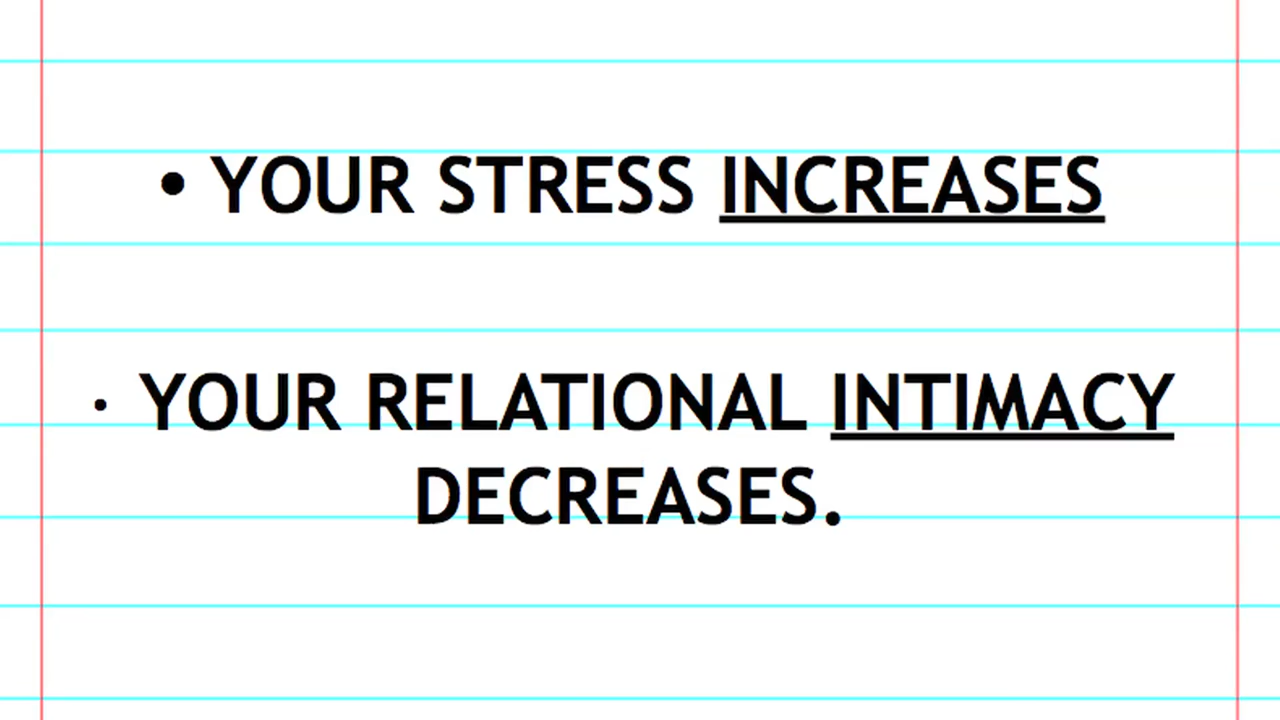 • YOUR STRESS INCREASES
· YOUR RELATIONAL INTIMACY
DECREASES.